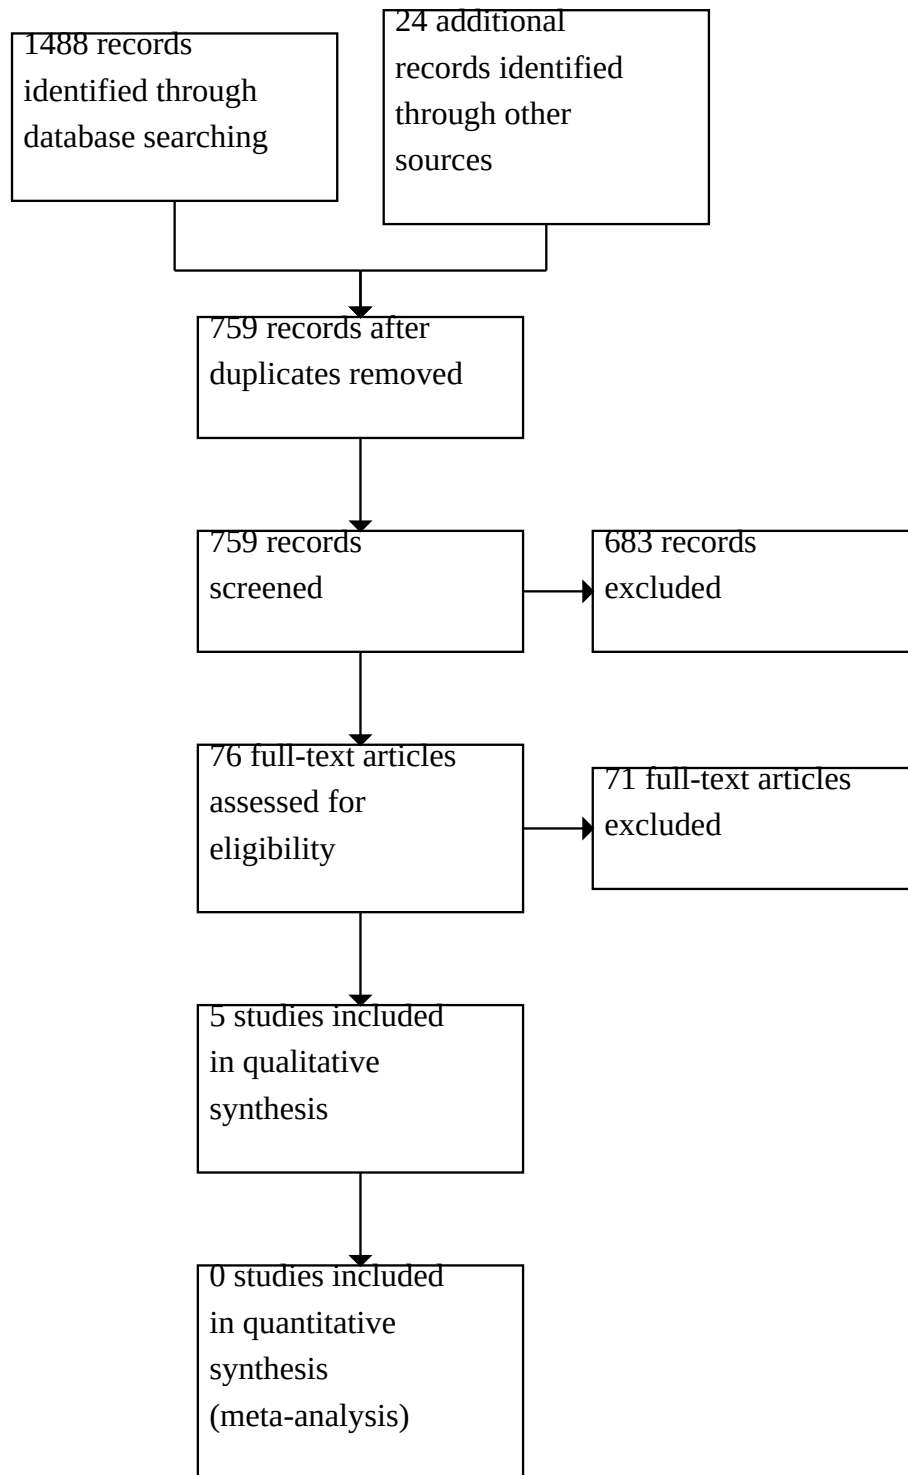 1488 records
identified through
database searching
24 additional
records identified
through other
sources
759 records after
duplicates removed
759 records
screened
683 records
excluded
76 full-text articles
assessed for
eligibility
71 full-text articles
excluded
5 studies included
in qualitative
synthesis
0 studies included
in quantitative
synthesis
(meta-analysis)